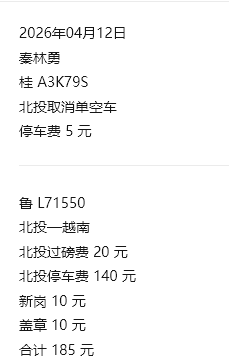 2026年04月12日
秦林勇
桂 A3K79S
北投取消单空车
停车费 5 元
鲁 L71550
北投—越南
北投过磅费 20 元
北投停车费 140 元
新岗 10 元
盖章 10 元
合计 185 元